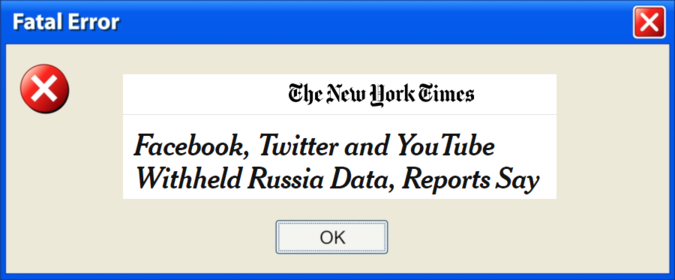 Fatal Error
The New York Times
Facebook, Twitter and YouTube
Withheld Russia Data, Reports Say
OK